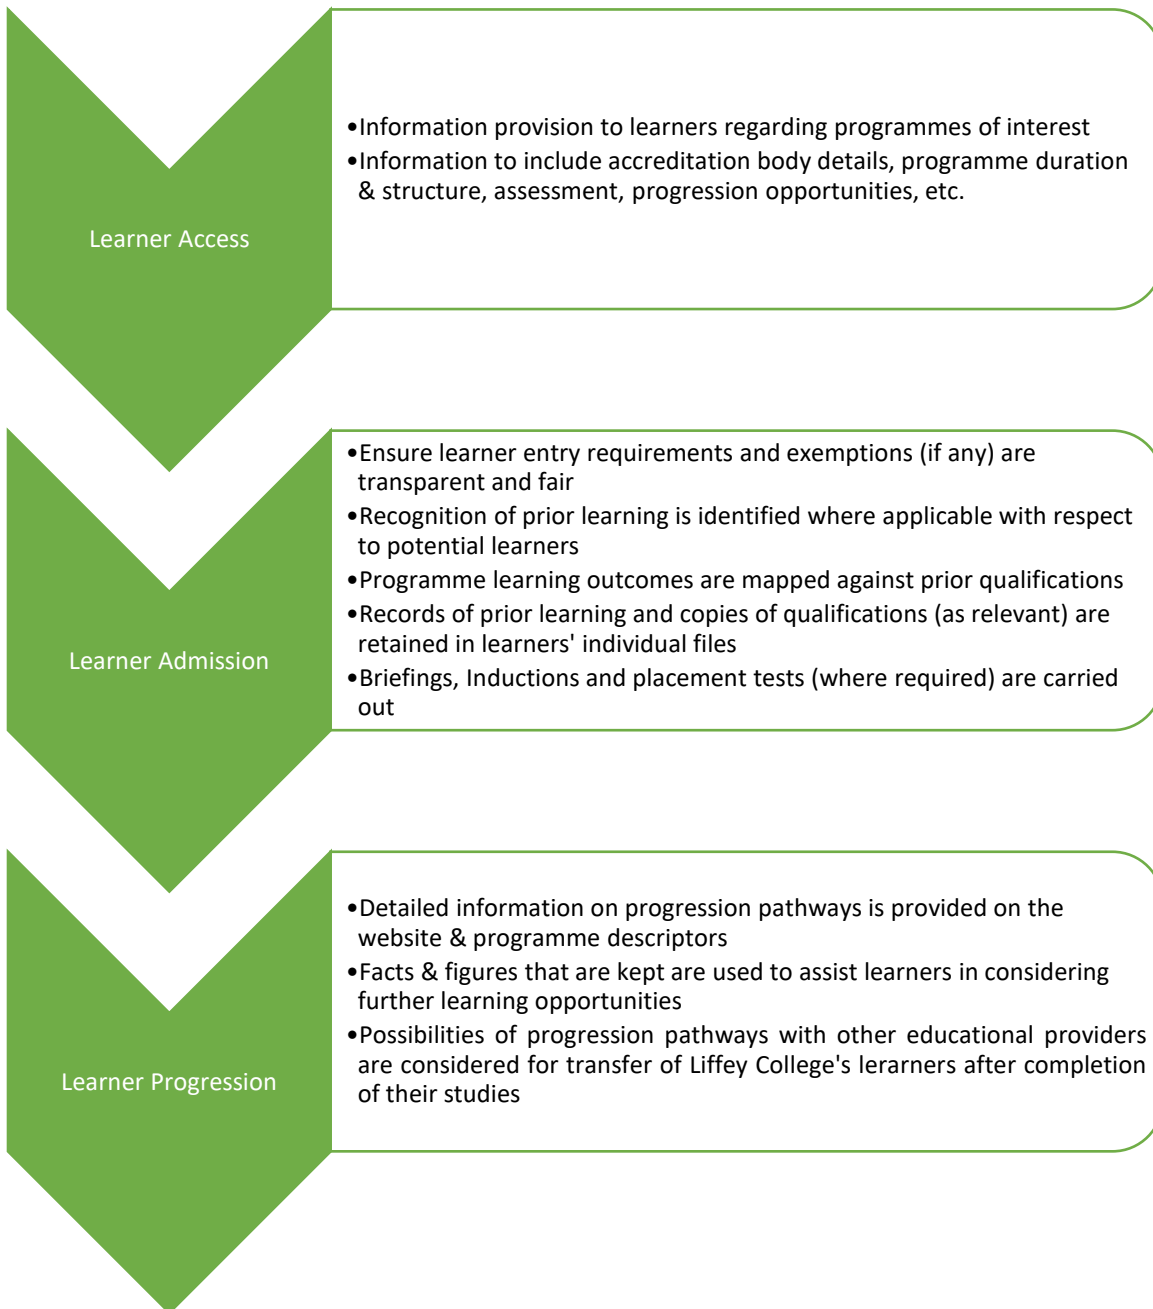 Learner Access
•Information provision to learners regarding programmes of interest
•Information to include accreditation body details, programme duration
& structure, assessment, progression opportunities, etc.
Learner Admission
•Ensure learner entry requirements and exemptions (if any) are
transparent and fair
•Recognition of prior learning is identified where applicable with respect
to potential learners
•Programme learning outcomes are mapped against prior qualifications
•Records of prior learning and copies of qualifications (as relevant) are
retained in learners' individual files
•Briefings, Inductions and placement tests (where required) are carried
out
Learner Progression
•Detailed information on progression pathways is provided on the
website & programme descriptors
•Facts & figures that are kept are used to assist learners in considering
further learning opportunities
•Possibilities of progression pathways with other educational providers
are considered for transfer of Liffey College's lerarners after completion
of their studies